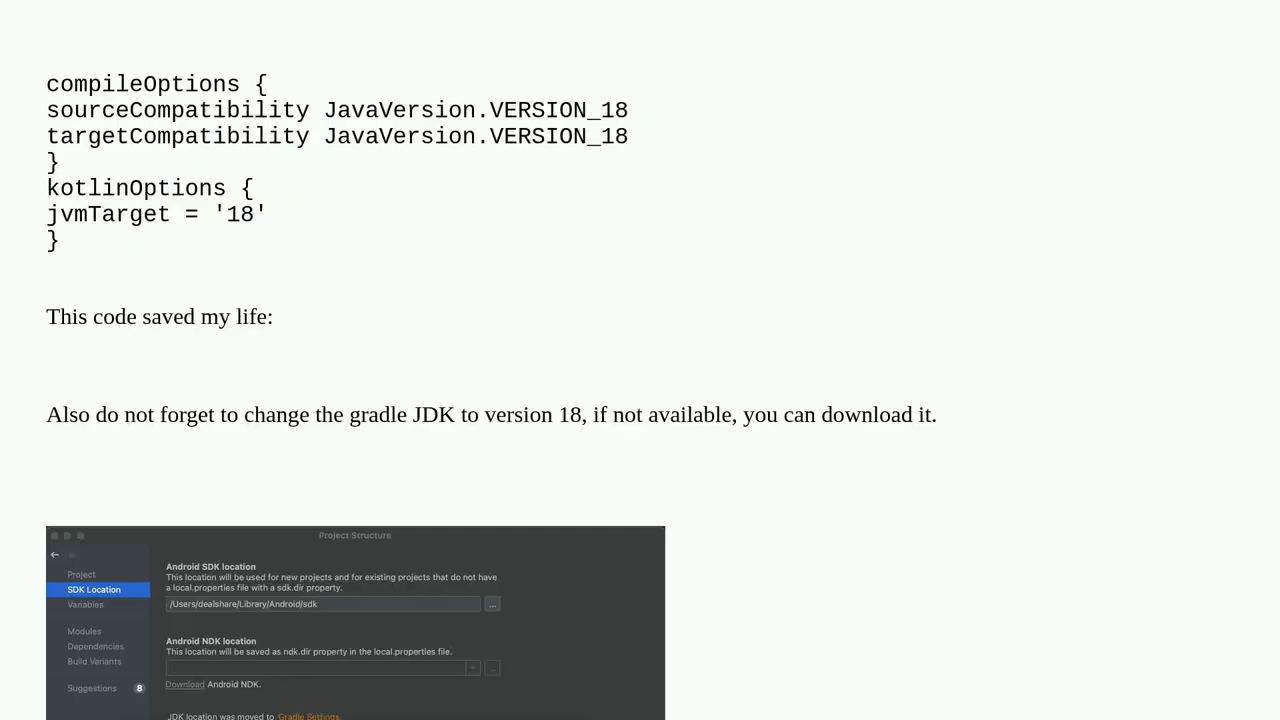 compileOptions {
sourceCompatibility JavaVersion.VERSION_18
targetCompatibility JavaVersion.VERSION_18
}
kotlinOptions {
jvmTarget = '18'
}
This code saved my life:
Also do not forget to change the gradle JDK to version 18, if not available, you can download it.
Project Structure
Project
SDK Location
Variables
Modules
Dependencies
Build Variants
Suggestions 8
Android SDK location
This location will be used for new projects and for existing projects that do not have
a local.properties file with a sdk.dir property.
/Users/dealshare/Library/Android/sdk
...
Android NDK location
This location will be saved as ndk.dir property in the local.properties file.
...
Download Android NDK.
JDK location was moved to Gradle Settings.